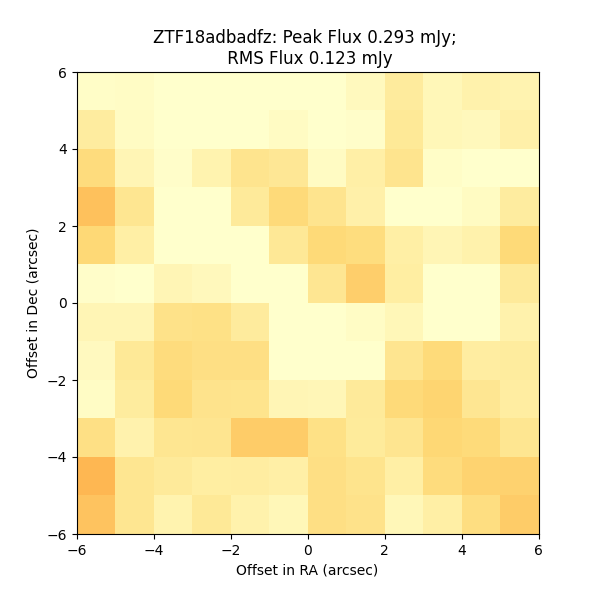 ZTF18adbadfz: Peak Flux 0.293 mJy;
RMS Flux 0.123 mJy
6
4
2
0
−2
−4
−6
Offset in Dec (arcsec)
−6 −4 −2 0 2 4 6
Offset in RA (arcsec)